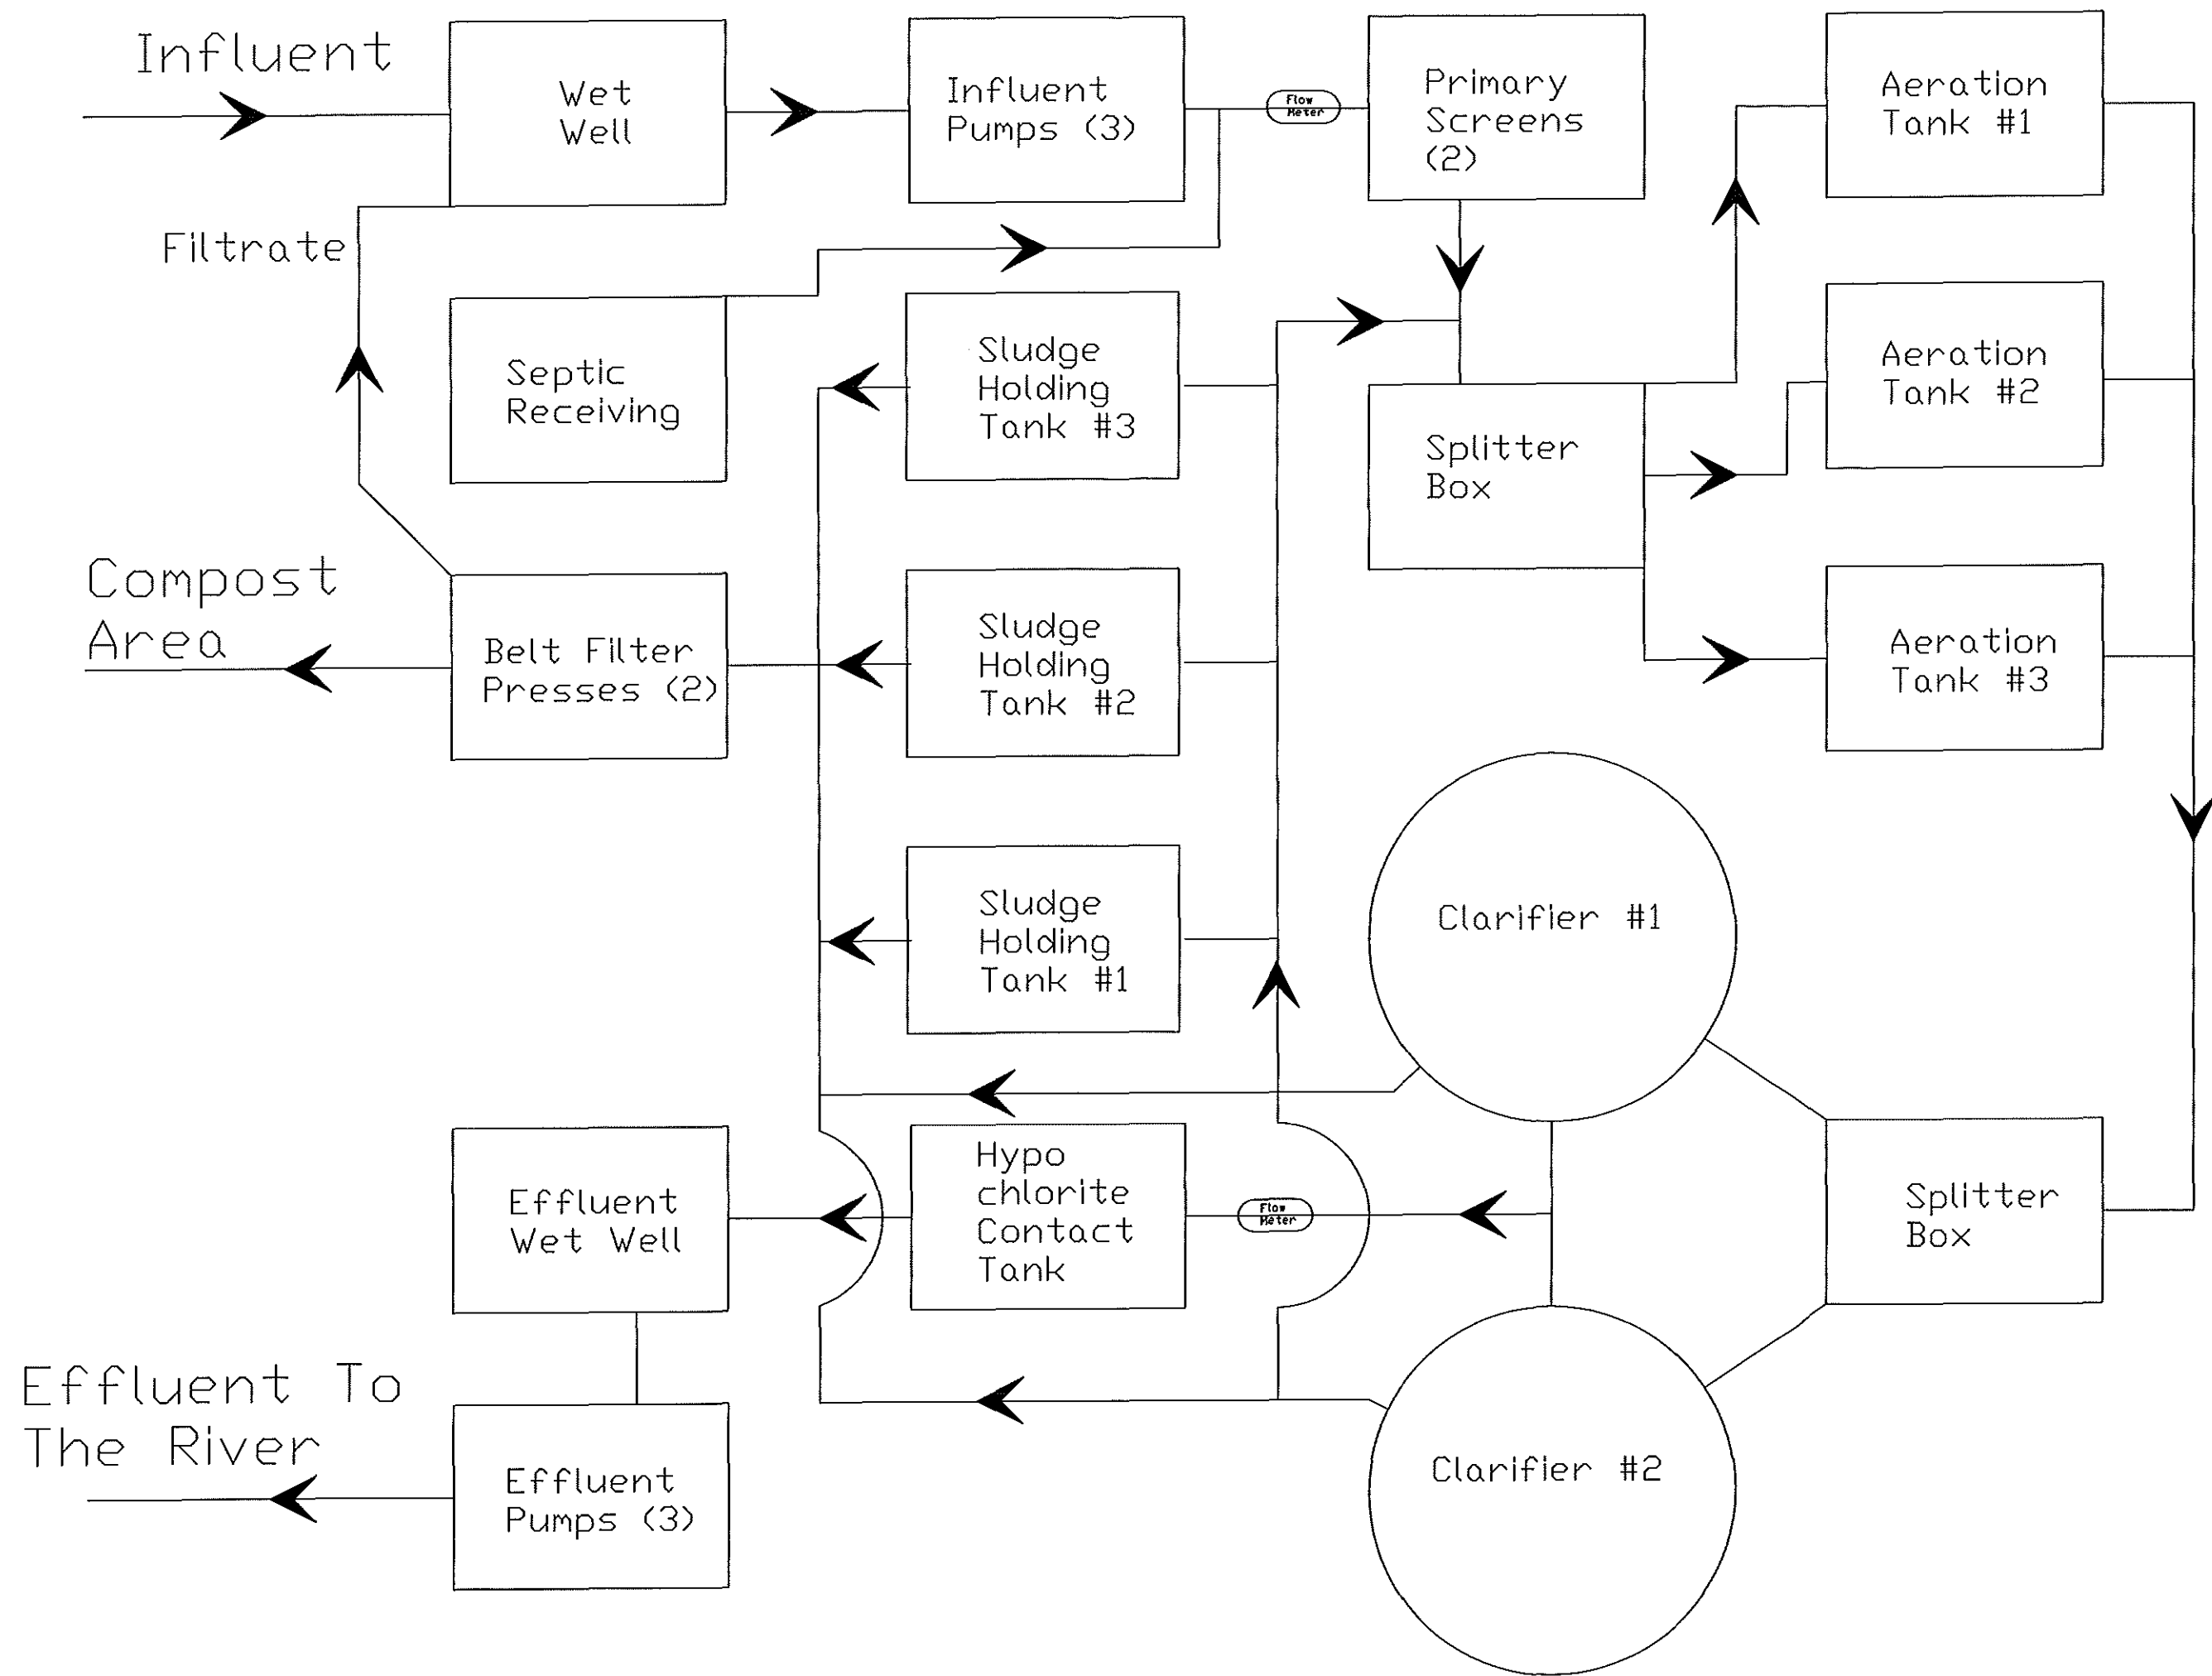 Influent
Wet
Well
Influent
Pumps (3)
Flow
Meter
Primary
Screens
(2)
Aeration
Tank #1
Filtrate
Septic
Receiving
Sludge
Holding
Tank #3
Splitter
Box
Aeration
Tank #2
Compost
Area
Belt Filter
Presses (2)
Sludge
Holding
Tank #2
Aeration
Tank #3
Sludge
Holding
Tank #1
Clarifier #1
Effluent
Wet Well
Hypo
chlorite
Contact
Tank
Flow
Meter
Splitter
Box
Effluent To
The River
Effluent
Pumps (3)
Clarifier #2